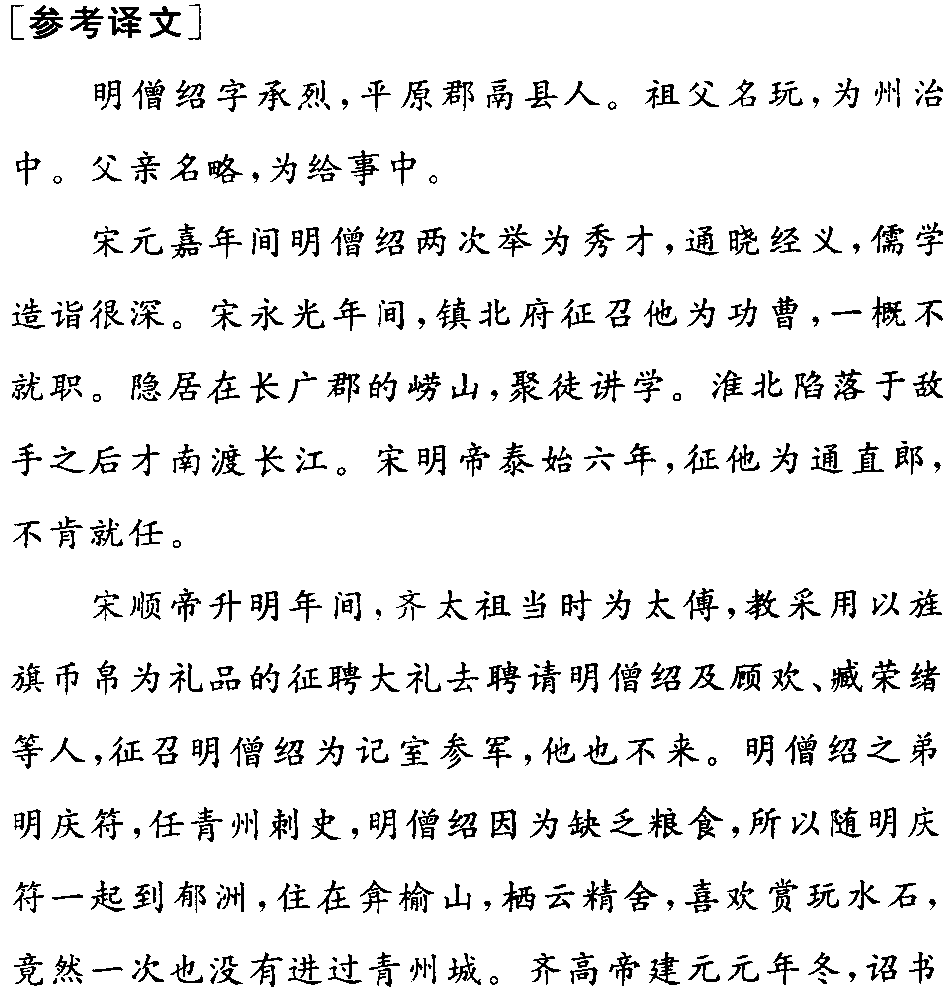 [参考译文]
明僧绍字承烈,平原郡鬲县人。祖父名玩,为州治
中。父亲名略,为给事中。
宋元嘉年间明僧绍两次举为秀才,通晓经义,儒学
造诣很深。宋永光年间,镇北府征召他为功曹,一概不
就职。隐居在长广郡的崂山,聚徒讲学。淮北陷落于敌
手之后才南渡长江。宋明帝泰始六年,征他为通直郎,
不肯就任。
宋顺帝升明年间,齐太祖当时为太傅,教采用以旌
旗币帛为礼品的征聘大礼去聘请明僧绍及顾欢、臧荣绪
等人,征召明僧绍为记室参军,他也不来。明僧绍之弟
明庆符,任青州刺史,明僧绍因为缺乏粮食,所以随明庆
符一起到郁洲,住在弇榆山,栖云精舍,喜欢赏玩水石,
竟然一次也没有进过青州城。齐高帝建元元年冬,诏书